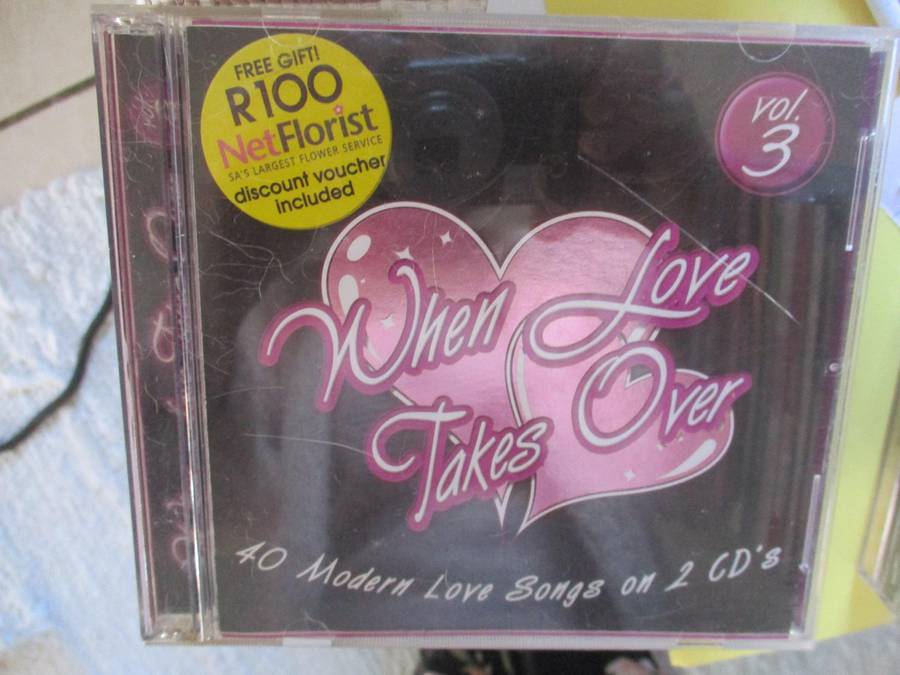 FREE GIFT!
R100
NetFlorist
SA'S LARGEST FLOWER SERVICE
discount voucher
included
vol.
3
When Love
Takes Over
40 Modern Love Songs on 2 CD's